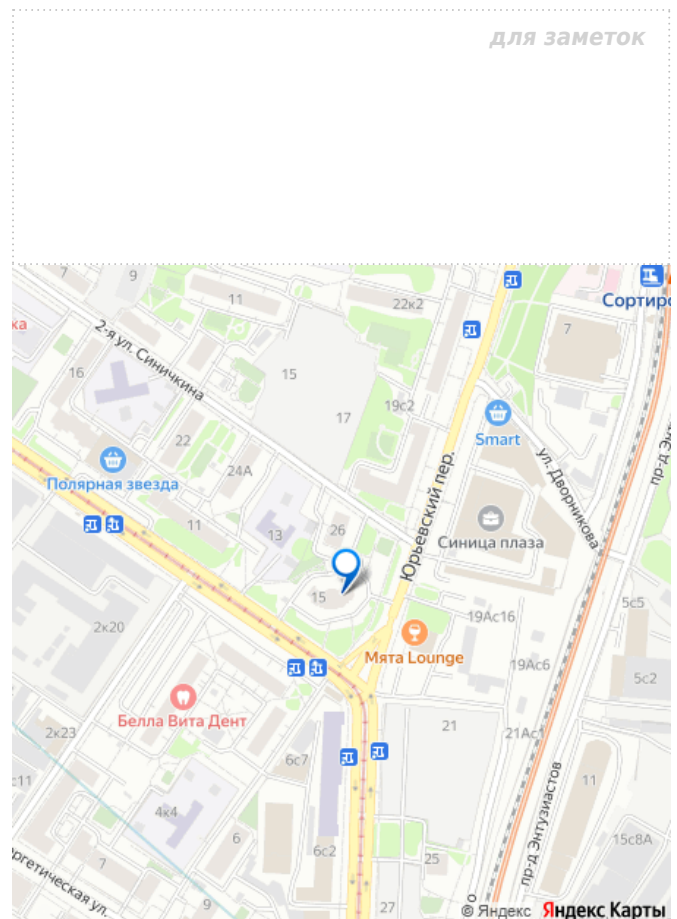 для заметок
7
9
11
22к2
Сортиро
7
2-я ул. Синичкина
15
16
17
19с2
Smart
22
24А
Полярная звезда
ул. Дворникова
пр-д Энту
Юрьевский пер.
11
13
26
Синица плаза
15
5с5
2к20
19Ас16
Мята Lounge
19Ас6
5с2
Белла Вита Дент
2к23
21
21Ас1
6с7
с11
11
4к4
пр-д Энтузиастов
7
6
6с2
15с8А
25
ргетическая ул.
9
27
© Яндекс Яндекс Карты